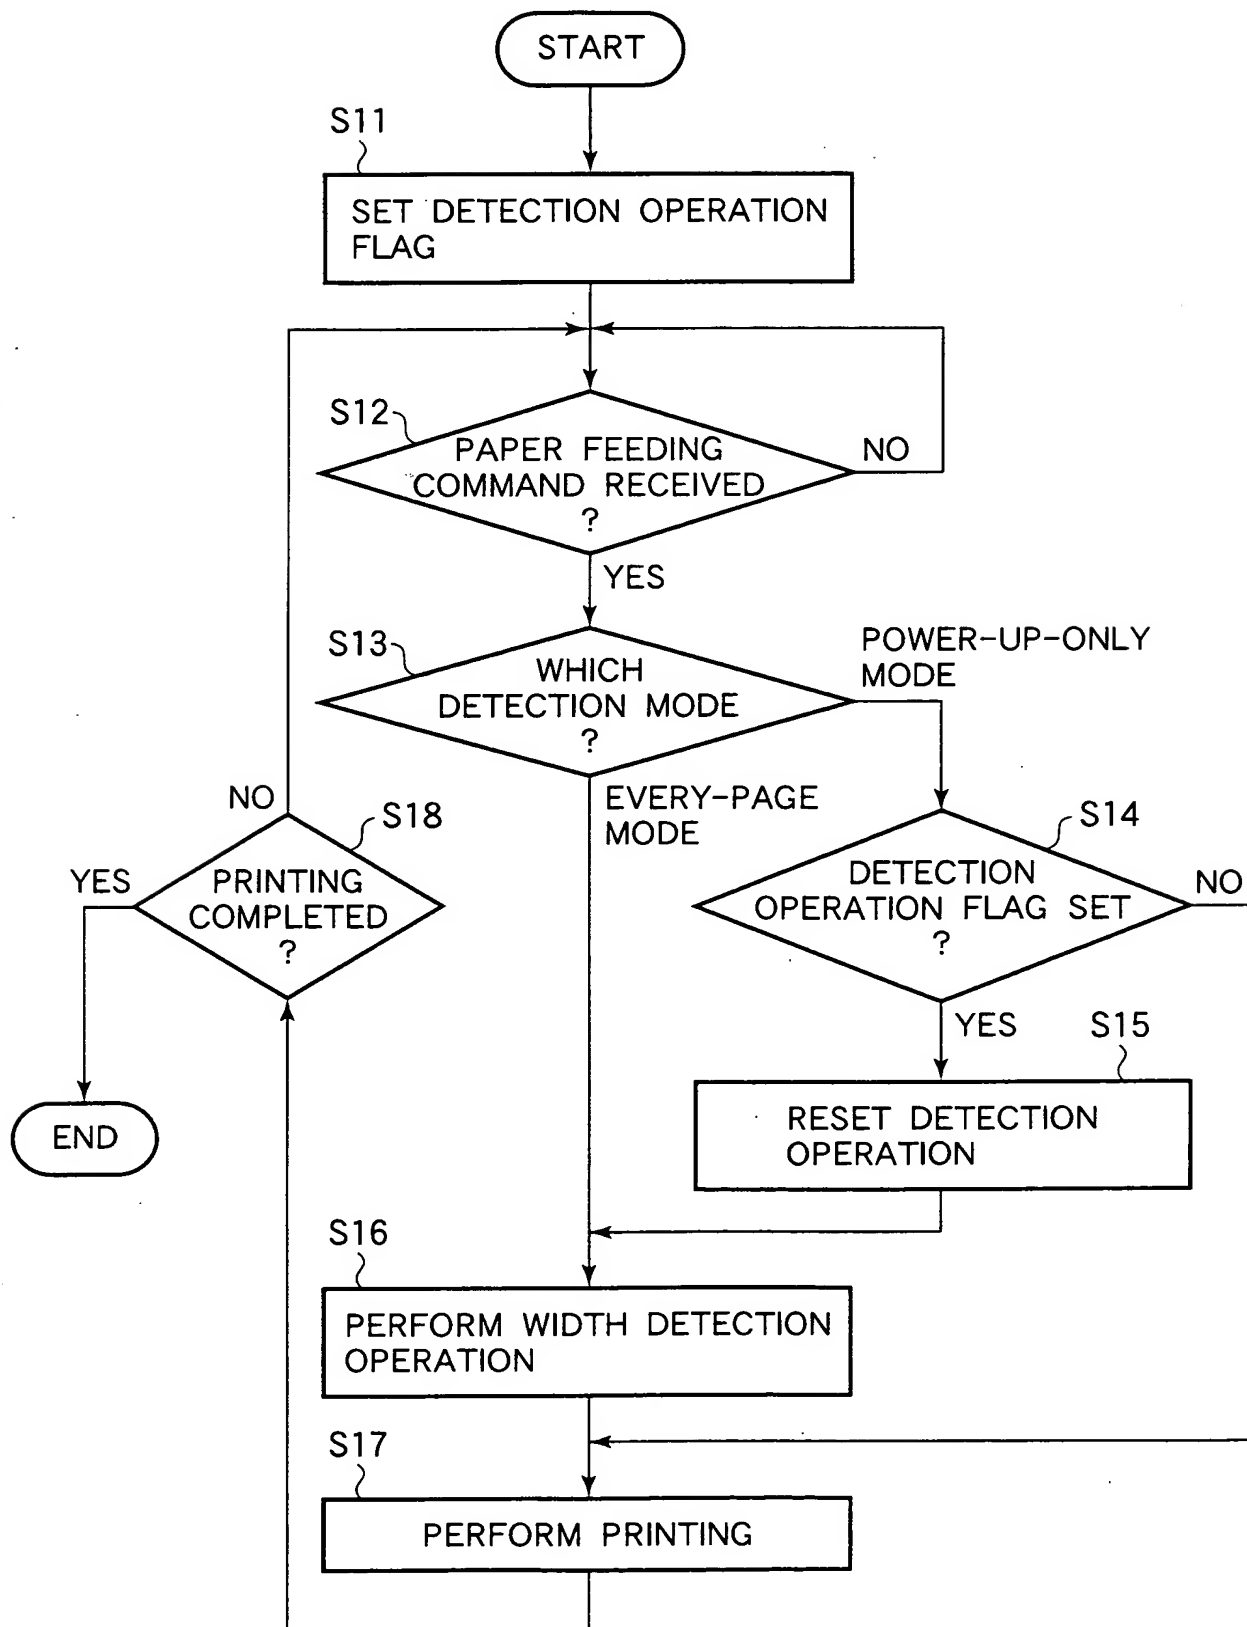 START
S11
SET DETECTION OPERATION
FLAG
S12
PAPER FEEDING
COMMAND RECEIVED
?
NO
YES
S13
WHICH
DETECTION MODE
?
POWER-UP-ONLY
MODE
EVERY-PAGE
MODE
NO
S18
YES
PRINTING
COMPLETED
?
END
S14
DETECTION
OPERATION FLAG SET
?
NO
YES
S15
RESET DETECTION
OPERATION
S16
PERFORM WIDTH DETECTION
OPERATION
S17
PERFORM PRINTING